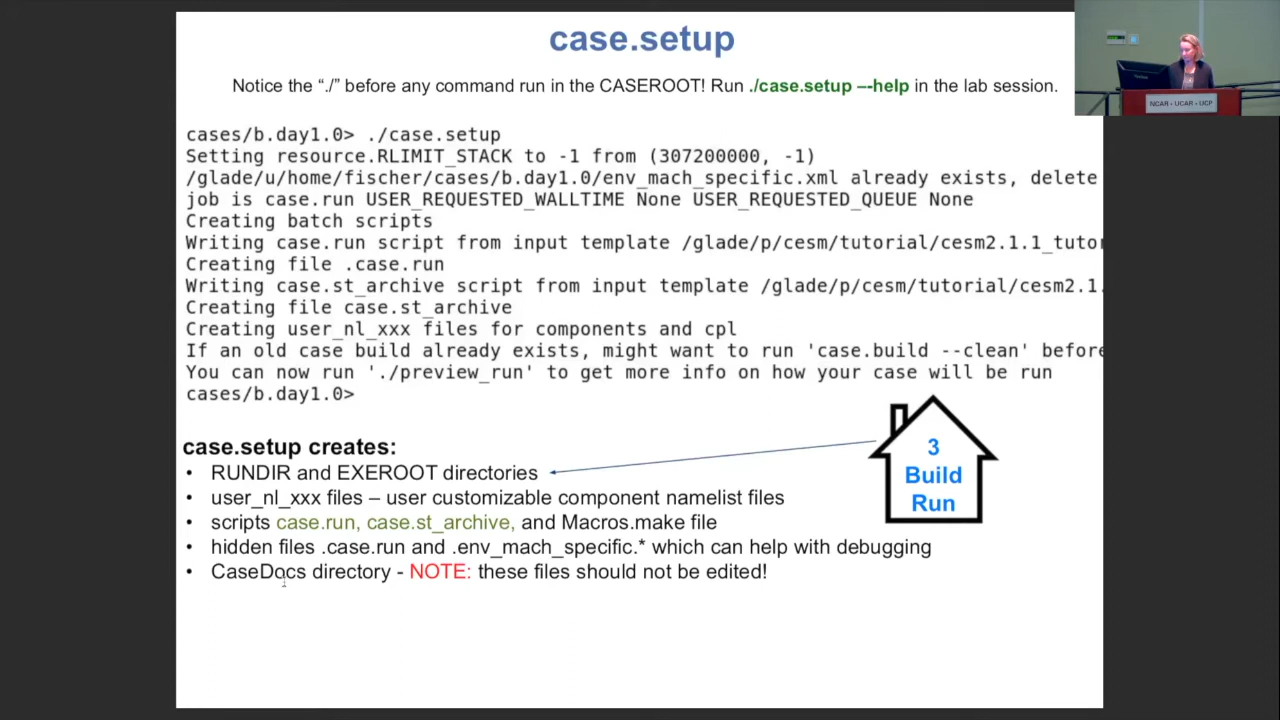 case.setup
Notice the “./” before any command run in the CASEROOT! Run ./case.setup –-help in the lab session.
cases/b.day1.0> ./case.setup
Setting resource.RLIMIT_STACK to -1 from (307200000, -1)
/glade/u/home/fischer/cases/b.day1.0/env_mach_specific.xml already exists, delete
job is case.run USER_REQUESTED_WALLTIME None USER_REQUESTED_QUEUE None
Creating batch scripts
Writing case.run script from input template /glade/p/cesm/tutorial/cesm2.1.1_tutor
Creating file .case.run
Writing case.st_archive script from input template /glade/p/cesm/tutorial/cesm2.1.
Creating file case.st_archive
Creating user_nl_xxx files for components and cpl
If an old case build already exists, might want to run 'case.build --clean' before
You can now run './preview_run' to get more info on how your case will be run
cases/b.day1.0>
case.setup creates:
• RUNDIR and EXEROOT directories
• user_nl_xxx files – user customizable component namelist files
• scripts case.run, case.st_archive, and Macros.make file
• hidden files .case.run and .env_mach_specific.* which can help with debugging
• CaseDocs directory - NOTE: these files should not be edited!
3
Build
Run
NCAR • UCAR • UCP